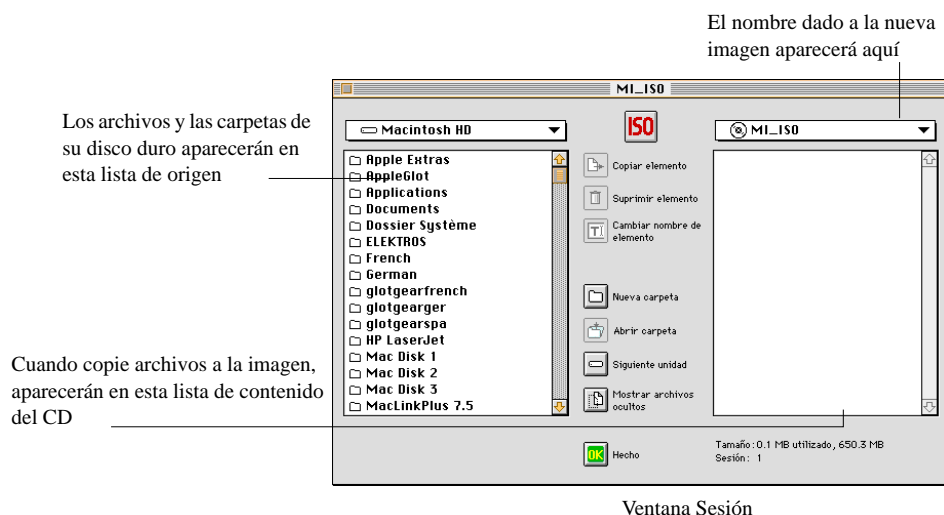 El nombre dado a la nueva
imagen aparecerá aquí
MI_ISO
Los archivos y las carpetas de
su disco duro aparecerán en
esta lista de origen
Macintosh HD
ISO
MI_ISO
Apple Extras
AppleGlot
Applications
Documents
Dossier Système
ELEKTROS
French
German
glotgearfrench
glotgearger
glotgearspa
HP LaserJet
Mac Disk 1
Mac Disk 2
Mac Disk 3
MacLinkPlus 7.5
Copiar elemento
Suprimir elemento
Cambiar nombre de
elemento
Nueva carpeta
Abrir carpeta
Siguiente unidad
Mostrar archivos
ocultos
Cuando copie archivos a la imagen,
aparecerán en esta lista de contenido
del CD
OK Hecho
Tamaño: 0.1 MB utilizado, 650.3 MB
Sesión: 1
Ventana Sesión